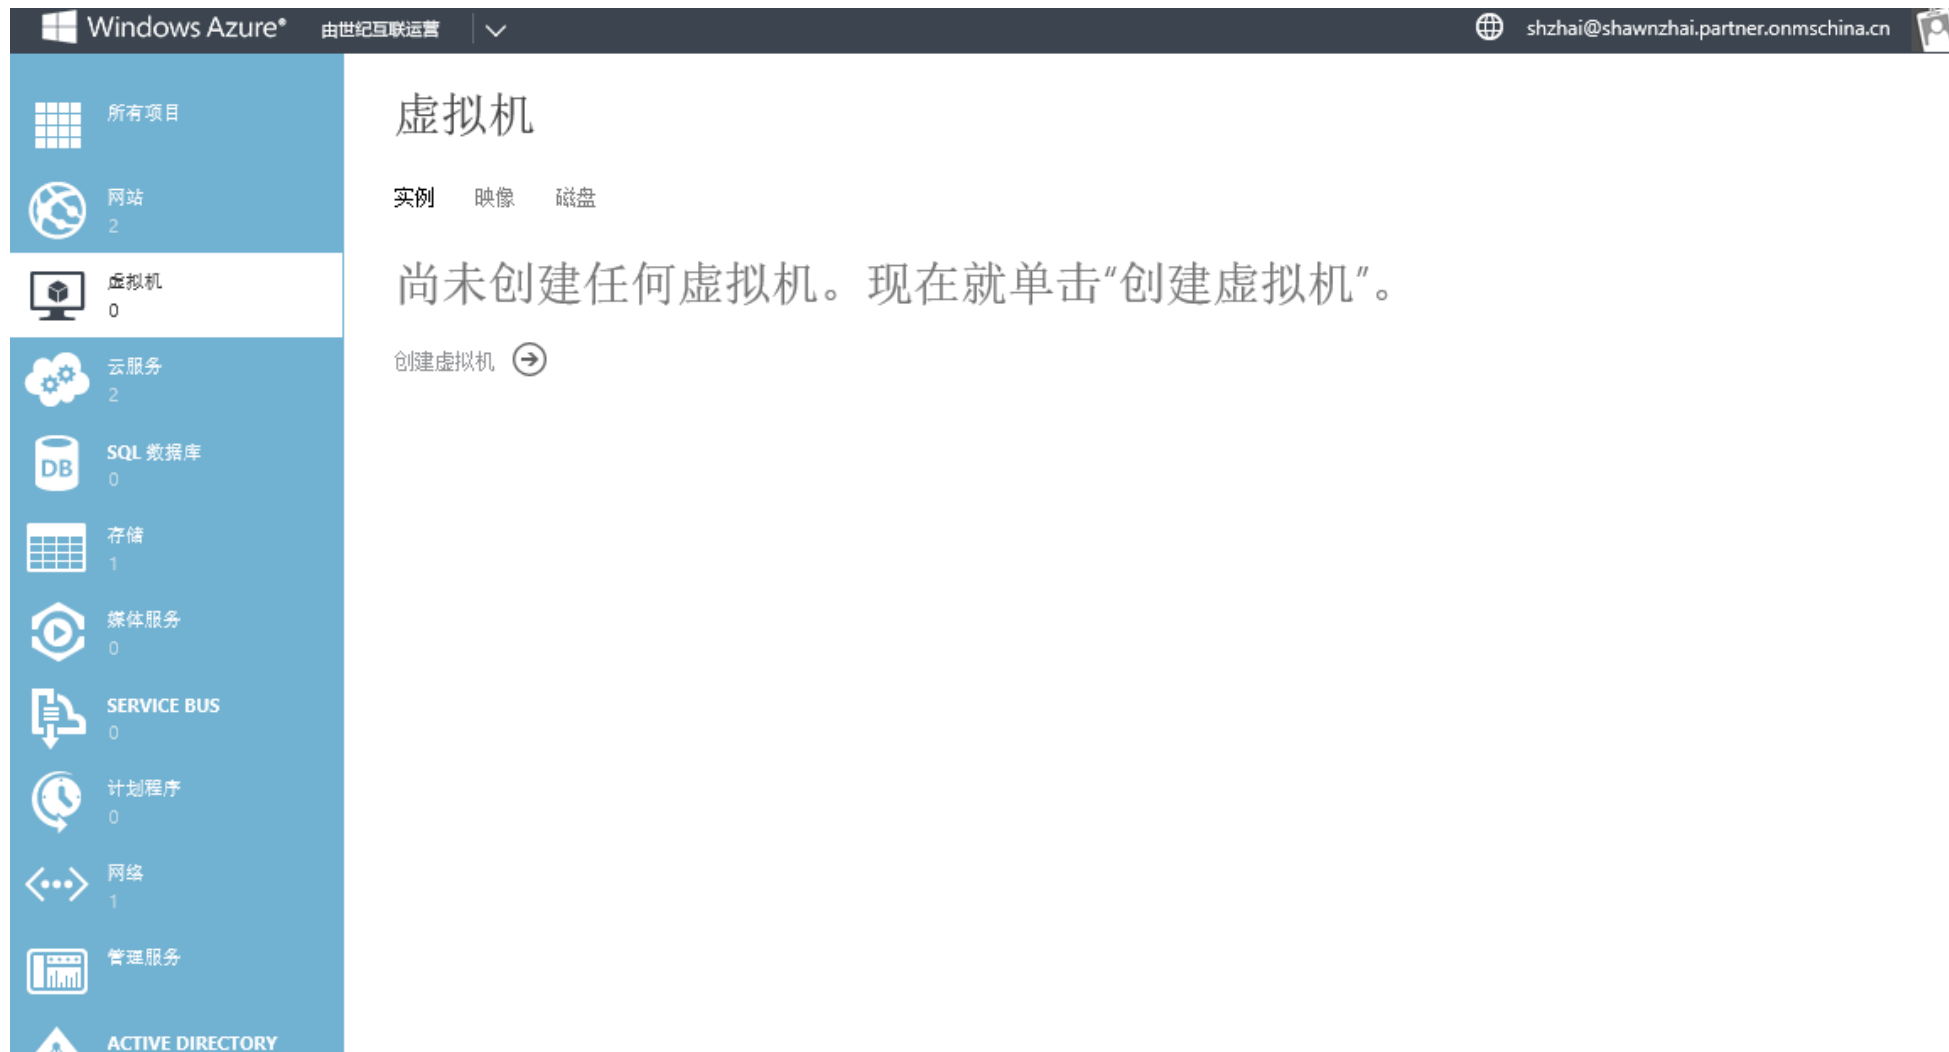 Windows Azure® 由世纪互联运营
shzhai@shawnzhai.partner.onmschina.cn
所有项目
网站
2
虚拟机
0
云服务
2
SQL 数据库
0
存储
1
媒体服务
0
SERVICE BUS
0
计划程序
0
网络
1
管理服务
ACTIVE DIRECTORY
虚拟机
实例 映像 磁盘
尚未创建任何虚拟机。现在就单击“创建虚拟机”。
创建虚拟机
DB